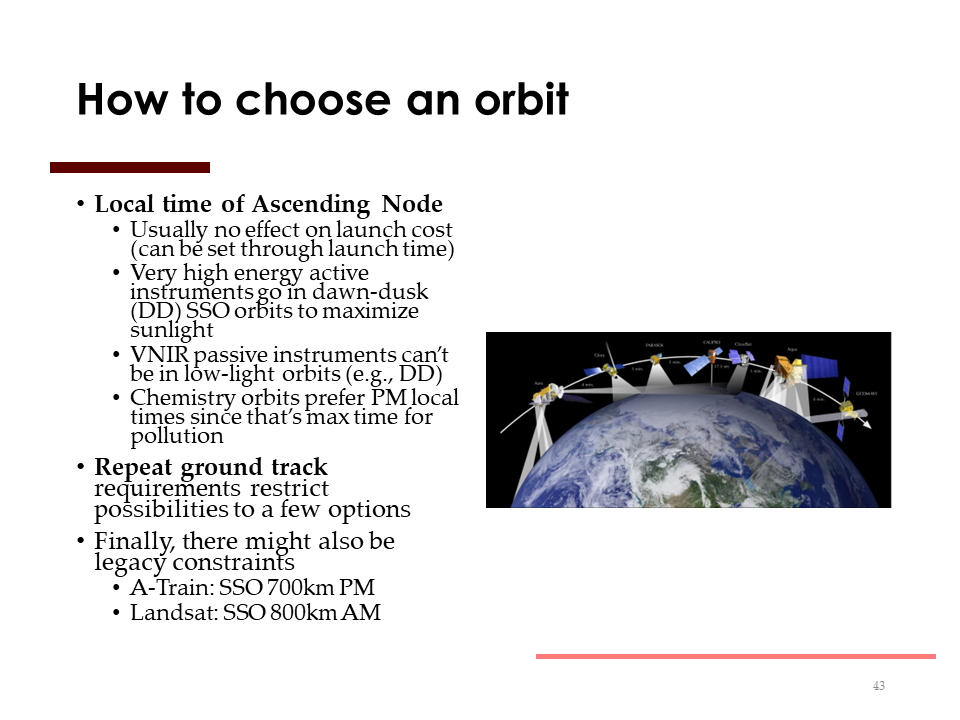 How to choose an orbit
• Local time of Ascending Node
• Usually no effect on launch cost
(can be set through launch time)
• Very high energy active
instruments go in dawn-dusk
(DD) SSO orbits to maximize
sunlight
• VNIR passive instruments can’t
be in low-light orbits (e.g., DD)
• Chemistry orbits prefer PM local
times since that’s max time for
pollution
• Repeat ground track
requirements restrict
possibilities to a few options
• Finally, there might also be
legacy constraints
• A-Train: SSO 700km PM
• Landsat: SSO 800km AM
Aura
Glory
PARASOL
CALIPSO
CloudSat
Aqua
GCOM-W1
43